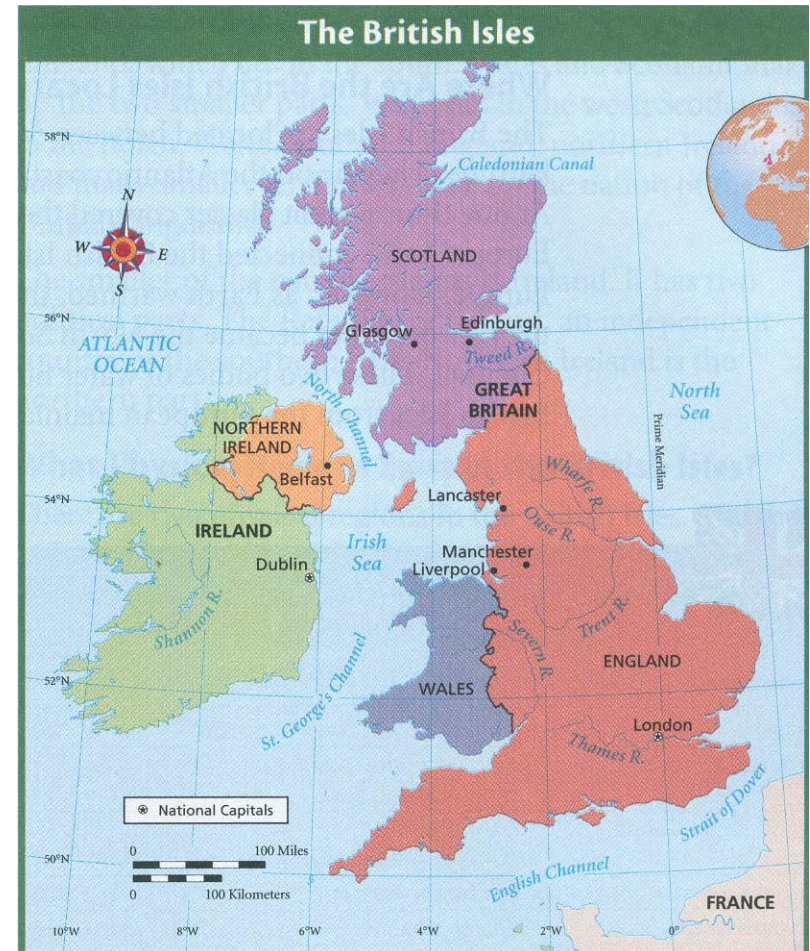 The British Isles
58°N
Caledonian Canal
N
W E
S
SCOTLAND
56°N
ATLANTIC
OCEAN
Glasgow
Edinburgh
Tweed R.
North Channel
GREAT
BRITAIN
North
Sea
Prime Meridian
NORTHERN
IRELAND
Belfast
54°N
Lancaster
Wharfe R.
Ouse R.
IRELAND
Irish
Sea
Manchester
Liverpool
Dublin
Shannon R.
Trent R.
Severn R.
ENGLAND
52°N
WALES
St. George's Channel
London
Thames R.
National Capitals
Strait of Dover
0 100 Miles
50°N
0 100 Kilometers
English Channel
FRANCE
10°W 8°W 6°W 4°W 2°W 0°